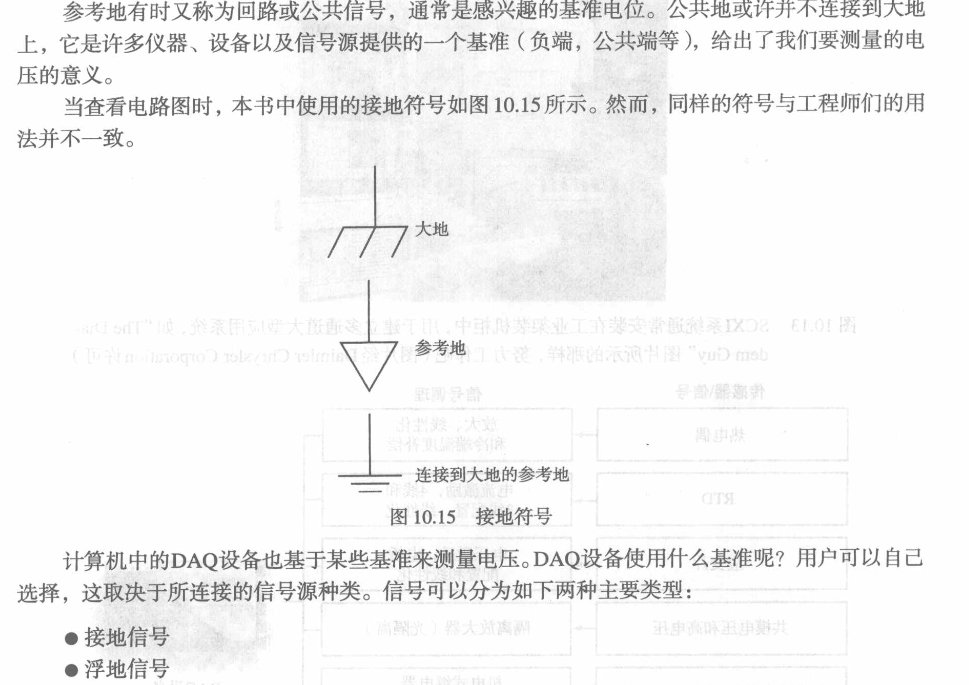 参考地有时又称为回路或公共信号，通常是感兴趣的基准电位。公共地或许并不连接到大地
上，它是许多仪器、设备以及信号源提供的一个基准（负端，公共端等），给出了我们要测量的电
压的意义。
当查看电路图时，本书中使用的接地符号如图10.15所示。然而，同样的符号与工程师们的用
法并不一致。
大地
参考地
连接到大地的参考地
图 10.15　接地符号
计算机中的DAQ设备也基于某些基准来测量电压。DAQ设备使用什么基准呢？用户可以自己
选择，这取决于所连接的信号源种类。信号可以分为如下两种主要类型：
● 接地信号
● 浮地信号